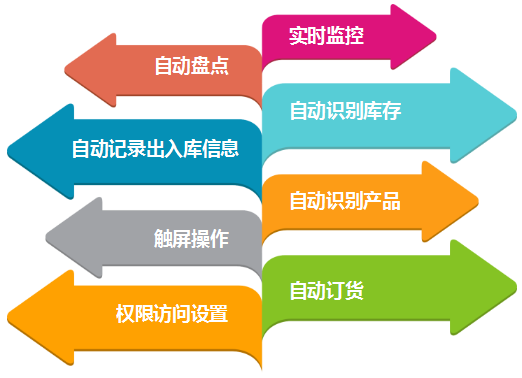 实时监控
自动盘点
自动识别库存
自动记录出入库信息
自动识别产品
触屏操作
自动订货
权限访问设置